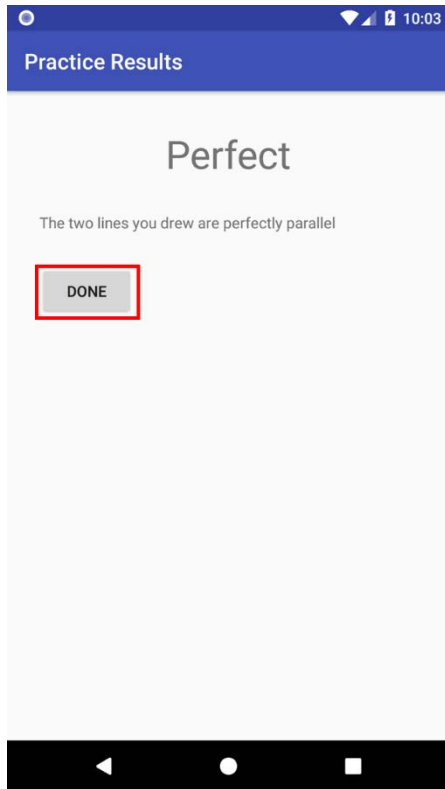 10:03
Practice Results
Perfect
The two lines you drew are perfectly parallel
DONE